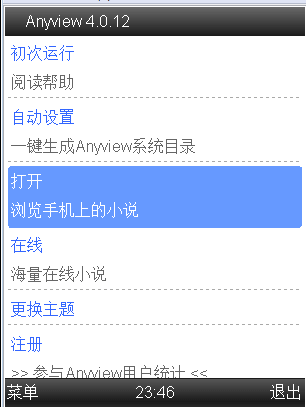 Anyview 4.0.12
初次运行
阅读帮助
自动设置
一键生成Anyview系统目录
打开
浏览手机上的小说
在线
海量在线小说
更换主题
注册
>> 参与Anyview用户统计 <<
菜单 23:46 退出